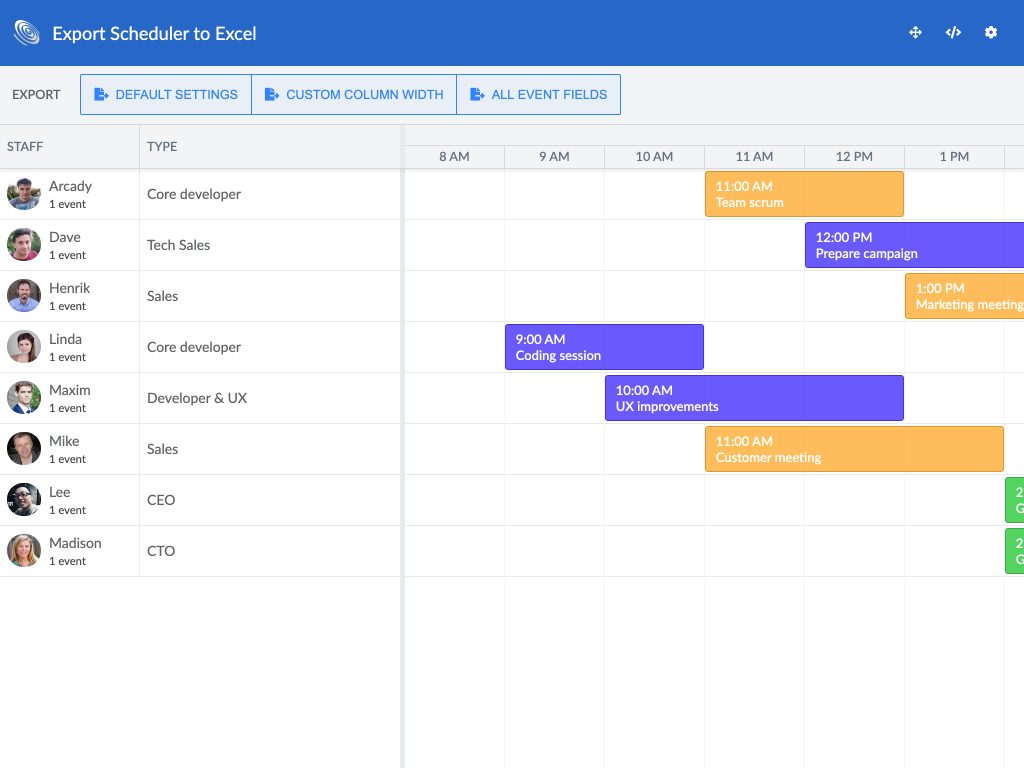 Export Scheduler to Excel
EXPORT
DEFAULT SETTINGS
CUSTOM COLUMN WIDTH
ALL EVENT FIELDS
STAFF
TYPE
8 AM
9 AM
10 AM
11 AM
12 PM
1 PM
Arcady
1 event
Core developer
11:00 AM
Team scrum
Dave
1 event
Tech Sales
12:00 PM
Prepare campaign
Henrik
1 event
Sales
1:00 PM
Marketing meeting
Linda
1 event
Core developer
9:00 AM
Coding session
Maxim
1 event
Developer & UX
10:00 AM
UX improvements
Mike
1 event
Sales
11:00 AM
Customer meeting
Lee
1 event
CEO
2
G
Madison
1 event
CTO
2
G